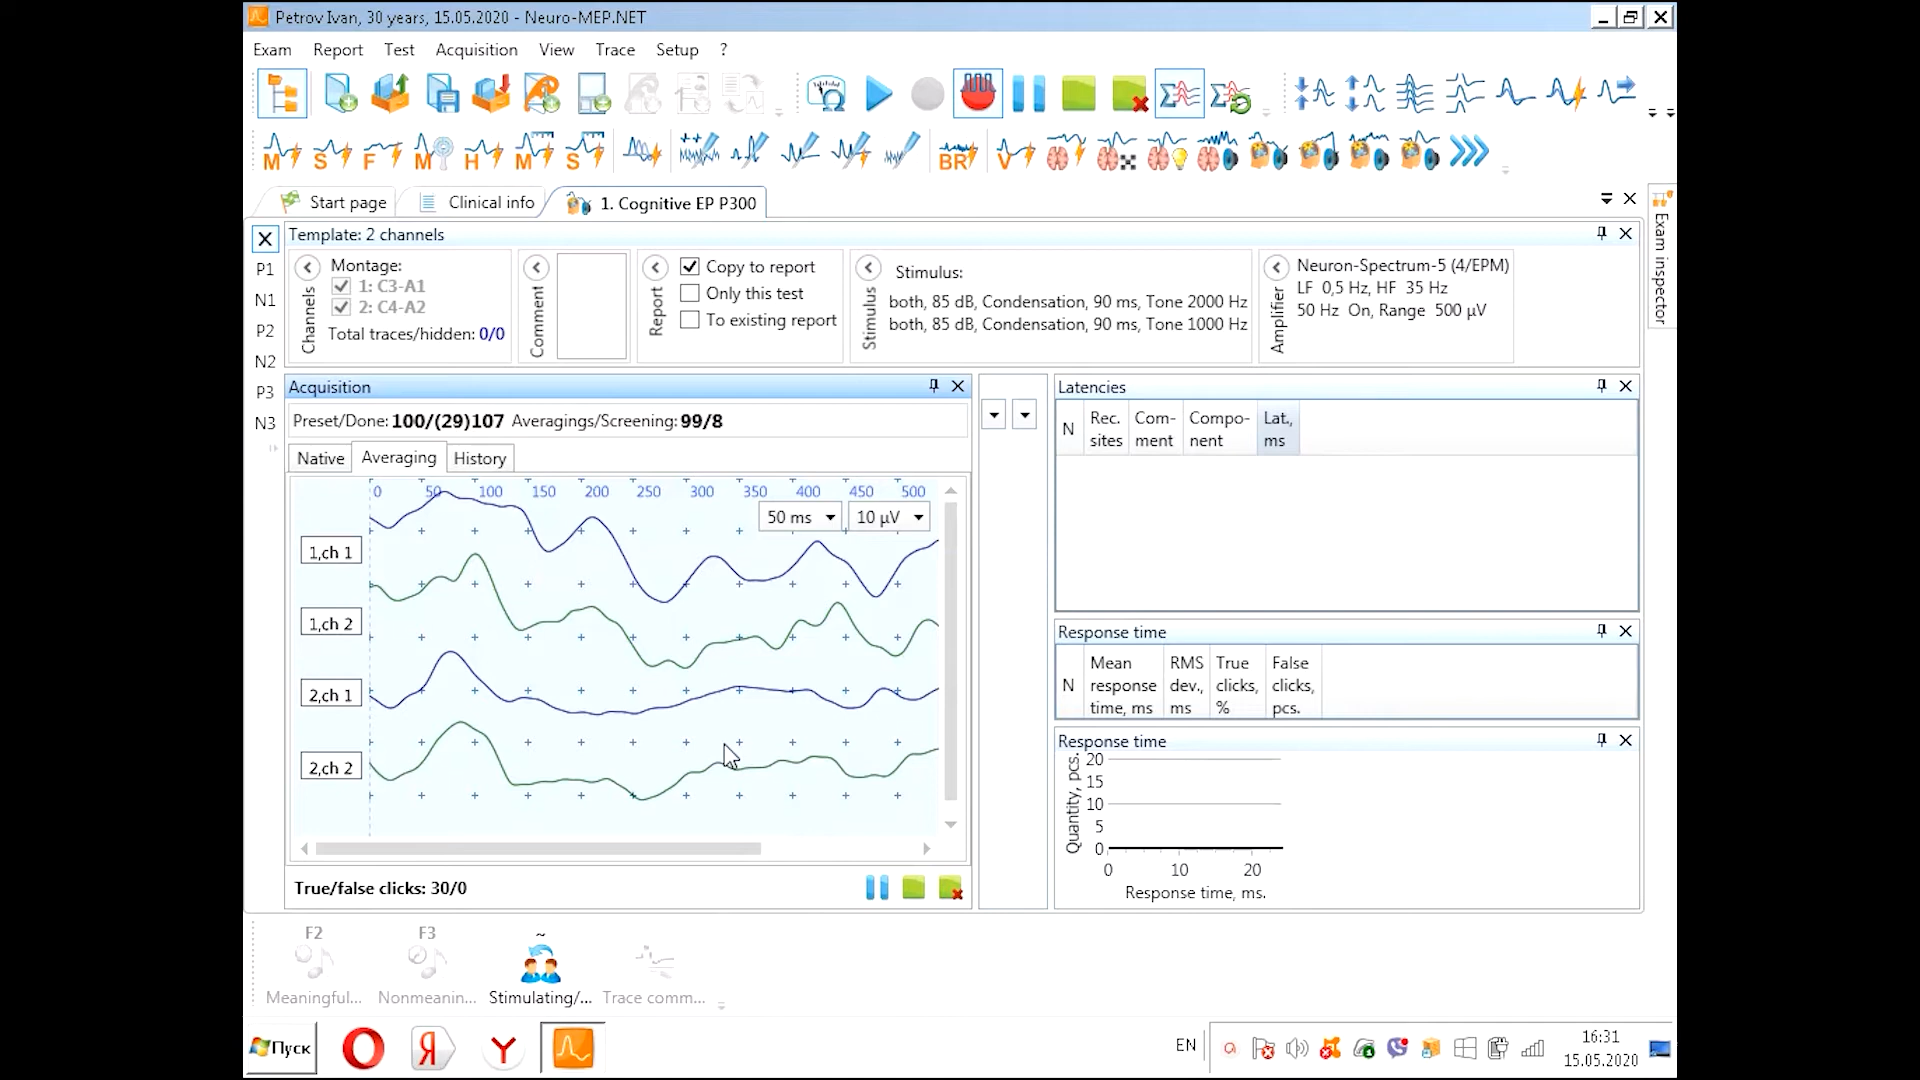 Petrov Ivan, 30 years, 15.05.2020 - Neuro-MEP.NET
Exam Report Test Acquisition View Trace Setup ?
M S F M H M S BR V
Start page Clinical info 1. Cognitive EP P300
Exam inspector
Template: 2 channels
P1
N1
P2
N2
P3
N3
Channels
Montage:
1: C3-A1
2: C4-A2
Total traces/hidden: 0/0
Comment
Report
Copy to report
Only this test
To existing report
Stimulus
Stimulus:
both, 85 dB, Condensation, 90 ms, Tone 2000 Hz
both, 85 dB, Condensation, 90 ms, Tone 1000 Hz
Amplifier
Neuron-Spectrum-5 (4/EPM)
LF 0,5 Hz, HF 35 Hz
50 Hz On, Range 500 μV
Acquisition
Preset/Done: 100/(29)107 Averagings/Screening: 99/8
Native Averaging History
0 50 100 150 200 250 300 350 400 450 500
50 ms 10 μV
1,ch 1
1,ch 2
2,ch 1
2,ch 2
True/false clicks: 30/0
Latencies
N
Rec. sites
Com- ment
Compo- nent
Lat., ms
Response time
N
Mean response time, ms
RMS dev., ms
True clicks, %
False clicks, pcs.
Response time
Quantity, pcs.
20
15
10
5
0
0 10 20
Response time, ms.
F2 F3 ~
Meaningful... Nonmeanin... Stimulating/... Trace comm...
Пуск
Я
Y
EN
16:31
15.05.2020